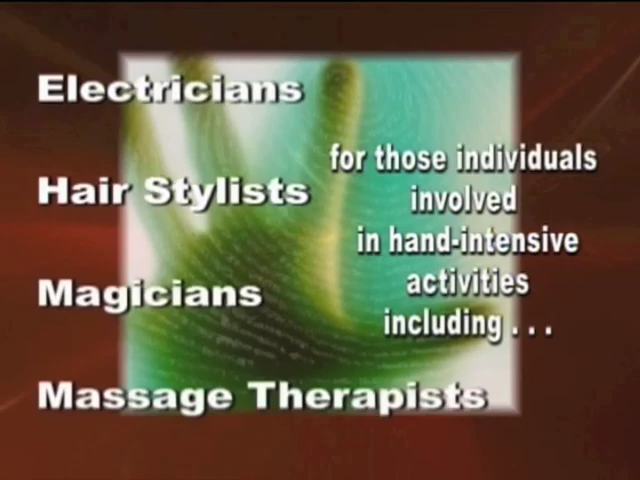 Electricians
Hair Stylists
Magicians
Massage Therapists
for those individuals
involved
in hand-intensive
activities
including . . .